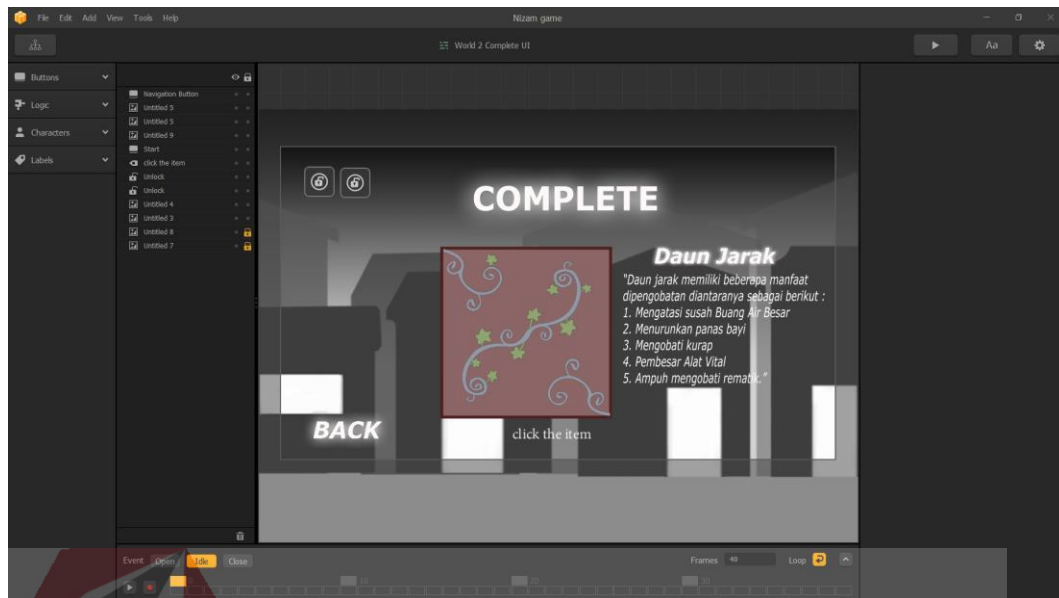 File Edit Add View Tools Help
Nizam game
World 2 Complete UI
Aa
Buttons
Logic
Characters
Labels
Navigation Button
Untitled 5
Untitled 5
Untitled 9
Start
click the item
Unlock
Unlock
Untitled 4
Untitled 3
Untitled 8
Untitled 7
COMPLETE
Daun Jarak
"Daun jarak memiliki beberapa manfaat
dipengobatan diantaranya sebagai berikut :
1. Mengatasi susah Buang Air Besar
2. Menurunkan panas bayi
3. Mengobati kurap
4. Pembesar Alat Vital
5. Ampuh mengobati rematik."
BACK
click the item
Event Open Idle Close
Frames 40 Loop
10 20 30